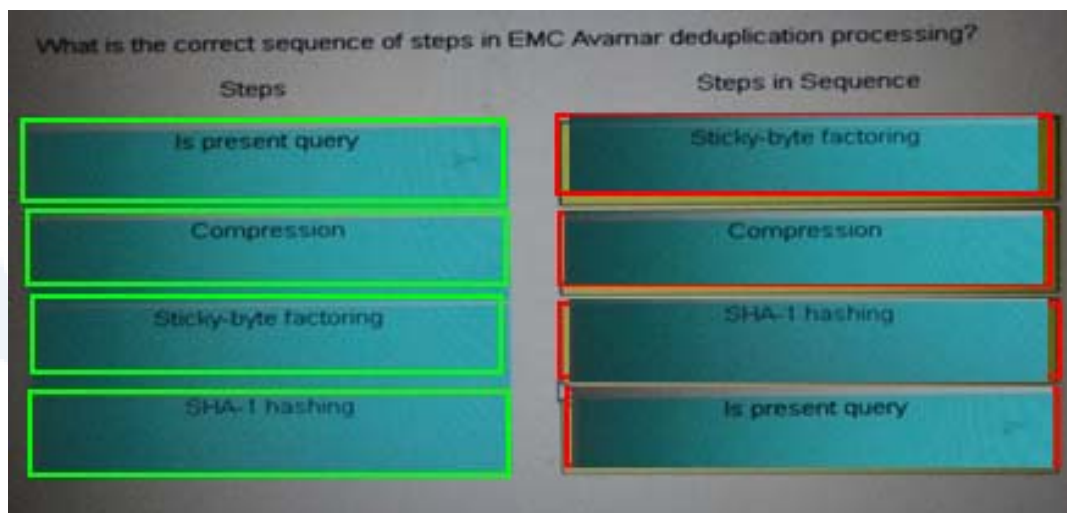 What is the correct sequence of steps in EMC Avamar deduplication processing?
Steps
Steps in Sequence
Is present query
Sticky-byte factoring
Compression
Compression
Sticky-byte factoring
SHA-1 hashing
SHA-1 hashing
Is present query